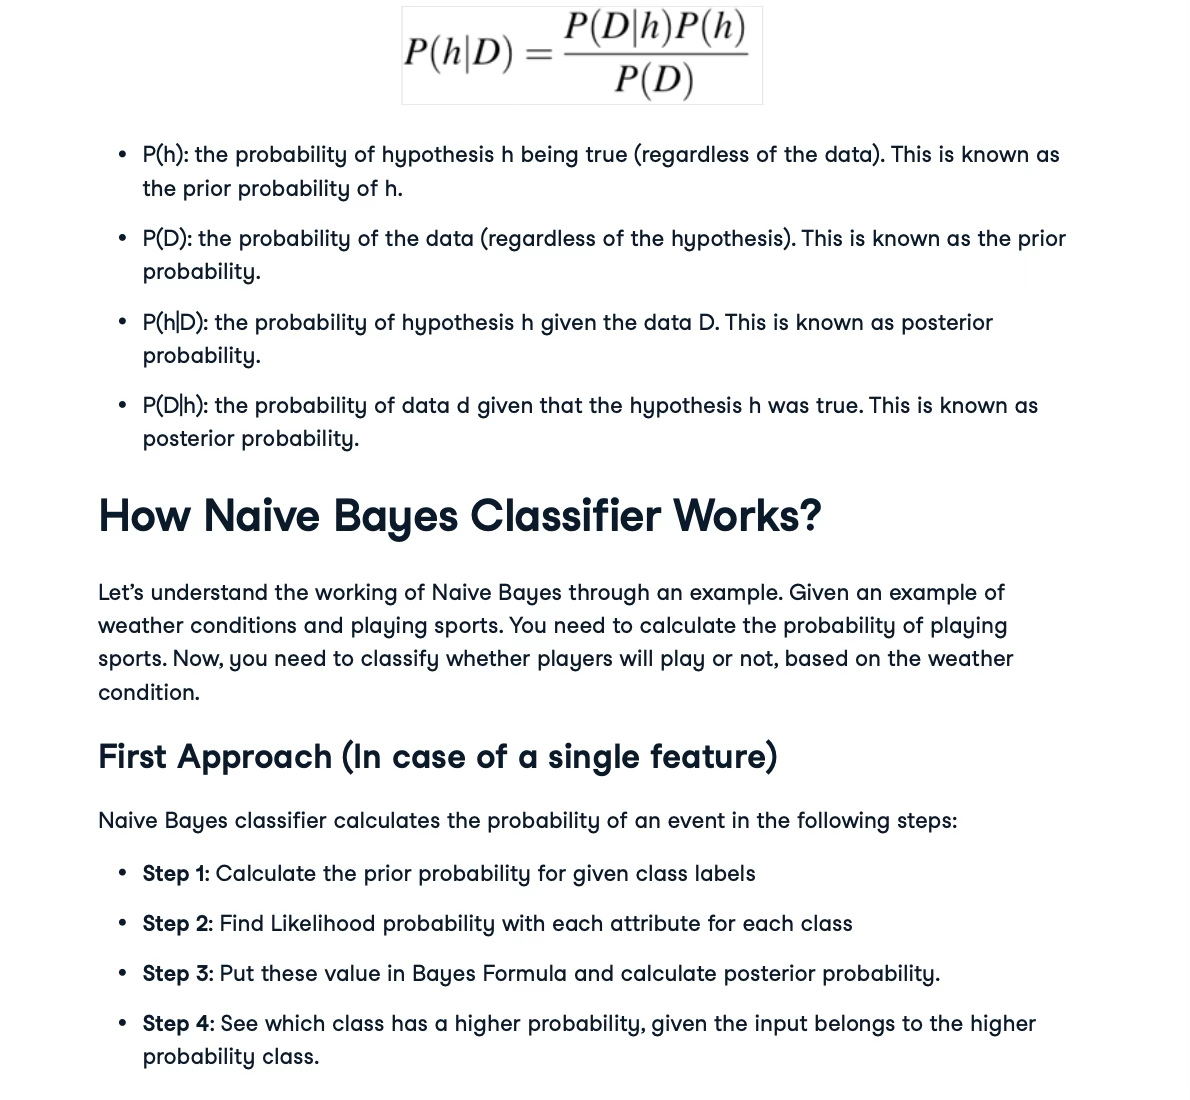 P(h|D) = P(D|h)P(h) / P(D)
• P(h): the probability of hypothesis h being true (regardless of the data). This is known as
the prior probability of h.
• P(D): the probability of the data (regardless of the hypothesis). This is known as the prior
probability.
• P(h|D): the probability of hypothesis h given the data D. This is known as posterior
probability.
• P(D|h): the probability of data d given that the hypothesis h was true. This is known as
posterior probability.
How Naive Bayes Classifier Works?
Let’s understand the working of Naive Bayes through an example. Given an example of
weather conditions and playing sports. You need to calculate the probability of playing
sports. Now, you need to classify whether players will play or not, based on the weather
condition.
First Approach (In case of a single feature)
Naive Bayes classifier calculates the probability of an event in the following steps:
• Step 1: Calculate the prior probability for given class labels
• Step 2: Find Likelihood probability with each attribute for each class
• Step 3: Put these value in Bayes Formula and calculate posterior probability.
• Step 4: See which class has a higher probability, given the input belongs to the higher
probability class.